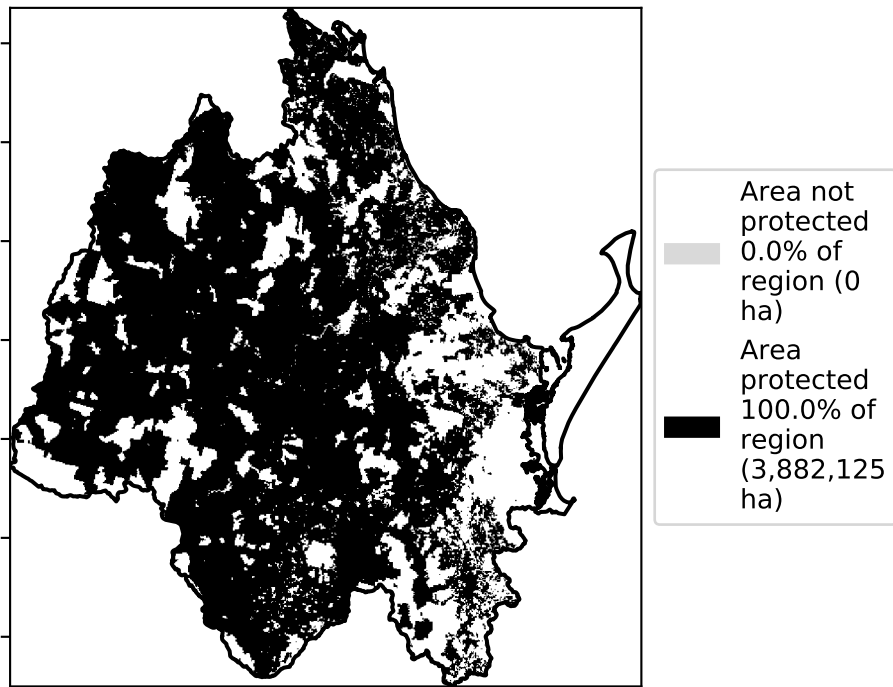 Area not
protected
0.0% of
region (0
ha)
Area
protected
100.0% of
region
(3,882,125
ha)